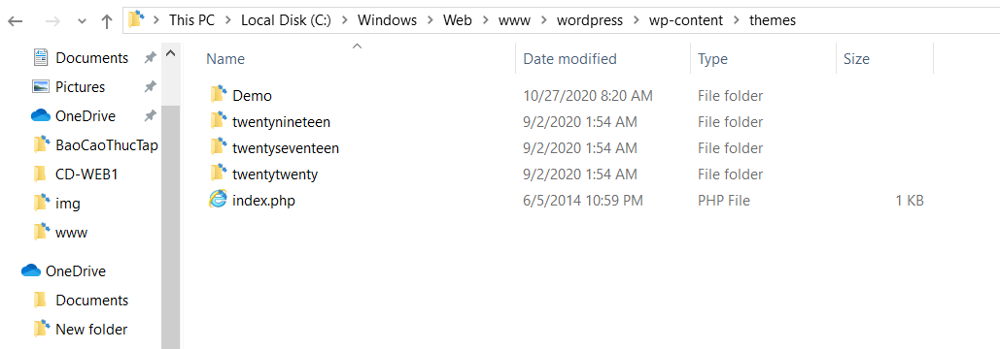 This PC > Local Disk (C:) > Windows > Web > www > wordpress > wp-content > themes
Documents
Pictures
OneDrive
BaoCaoThucTap
CD-WEB1
img
www
OneDrive
Documents
New folder
Name Date modified Type Size
Demo 10/27/2020 8:20 AM File folder
twentynineteen 9/2/2020 1:54 AM File folder
twentyseventeen 9/2/2020 1:54 AM File folder
twentytwenty 9/2/2020 1:54 AM File folder
index.php 6/5/2014 10:59 PM PHP File 1 KB